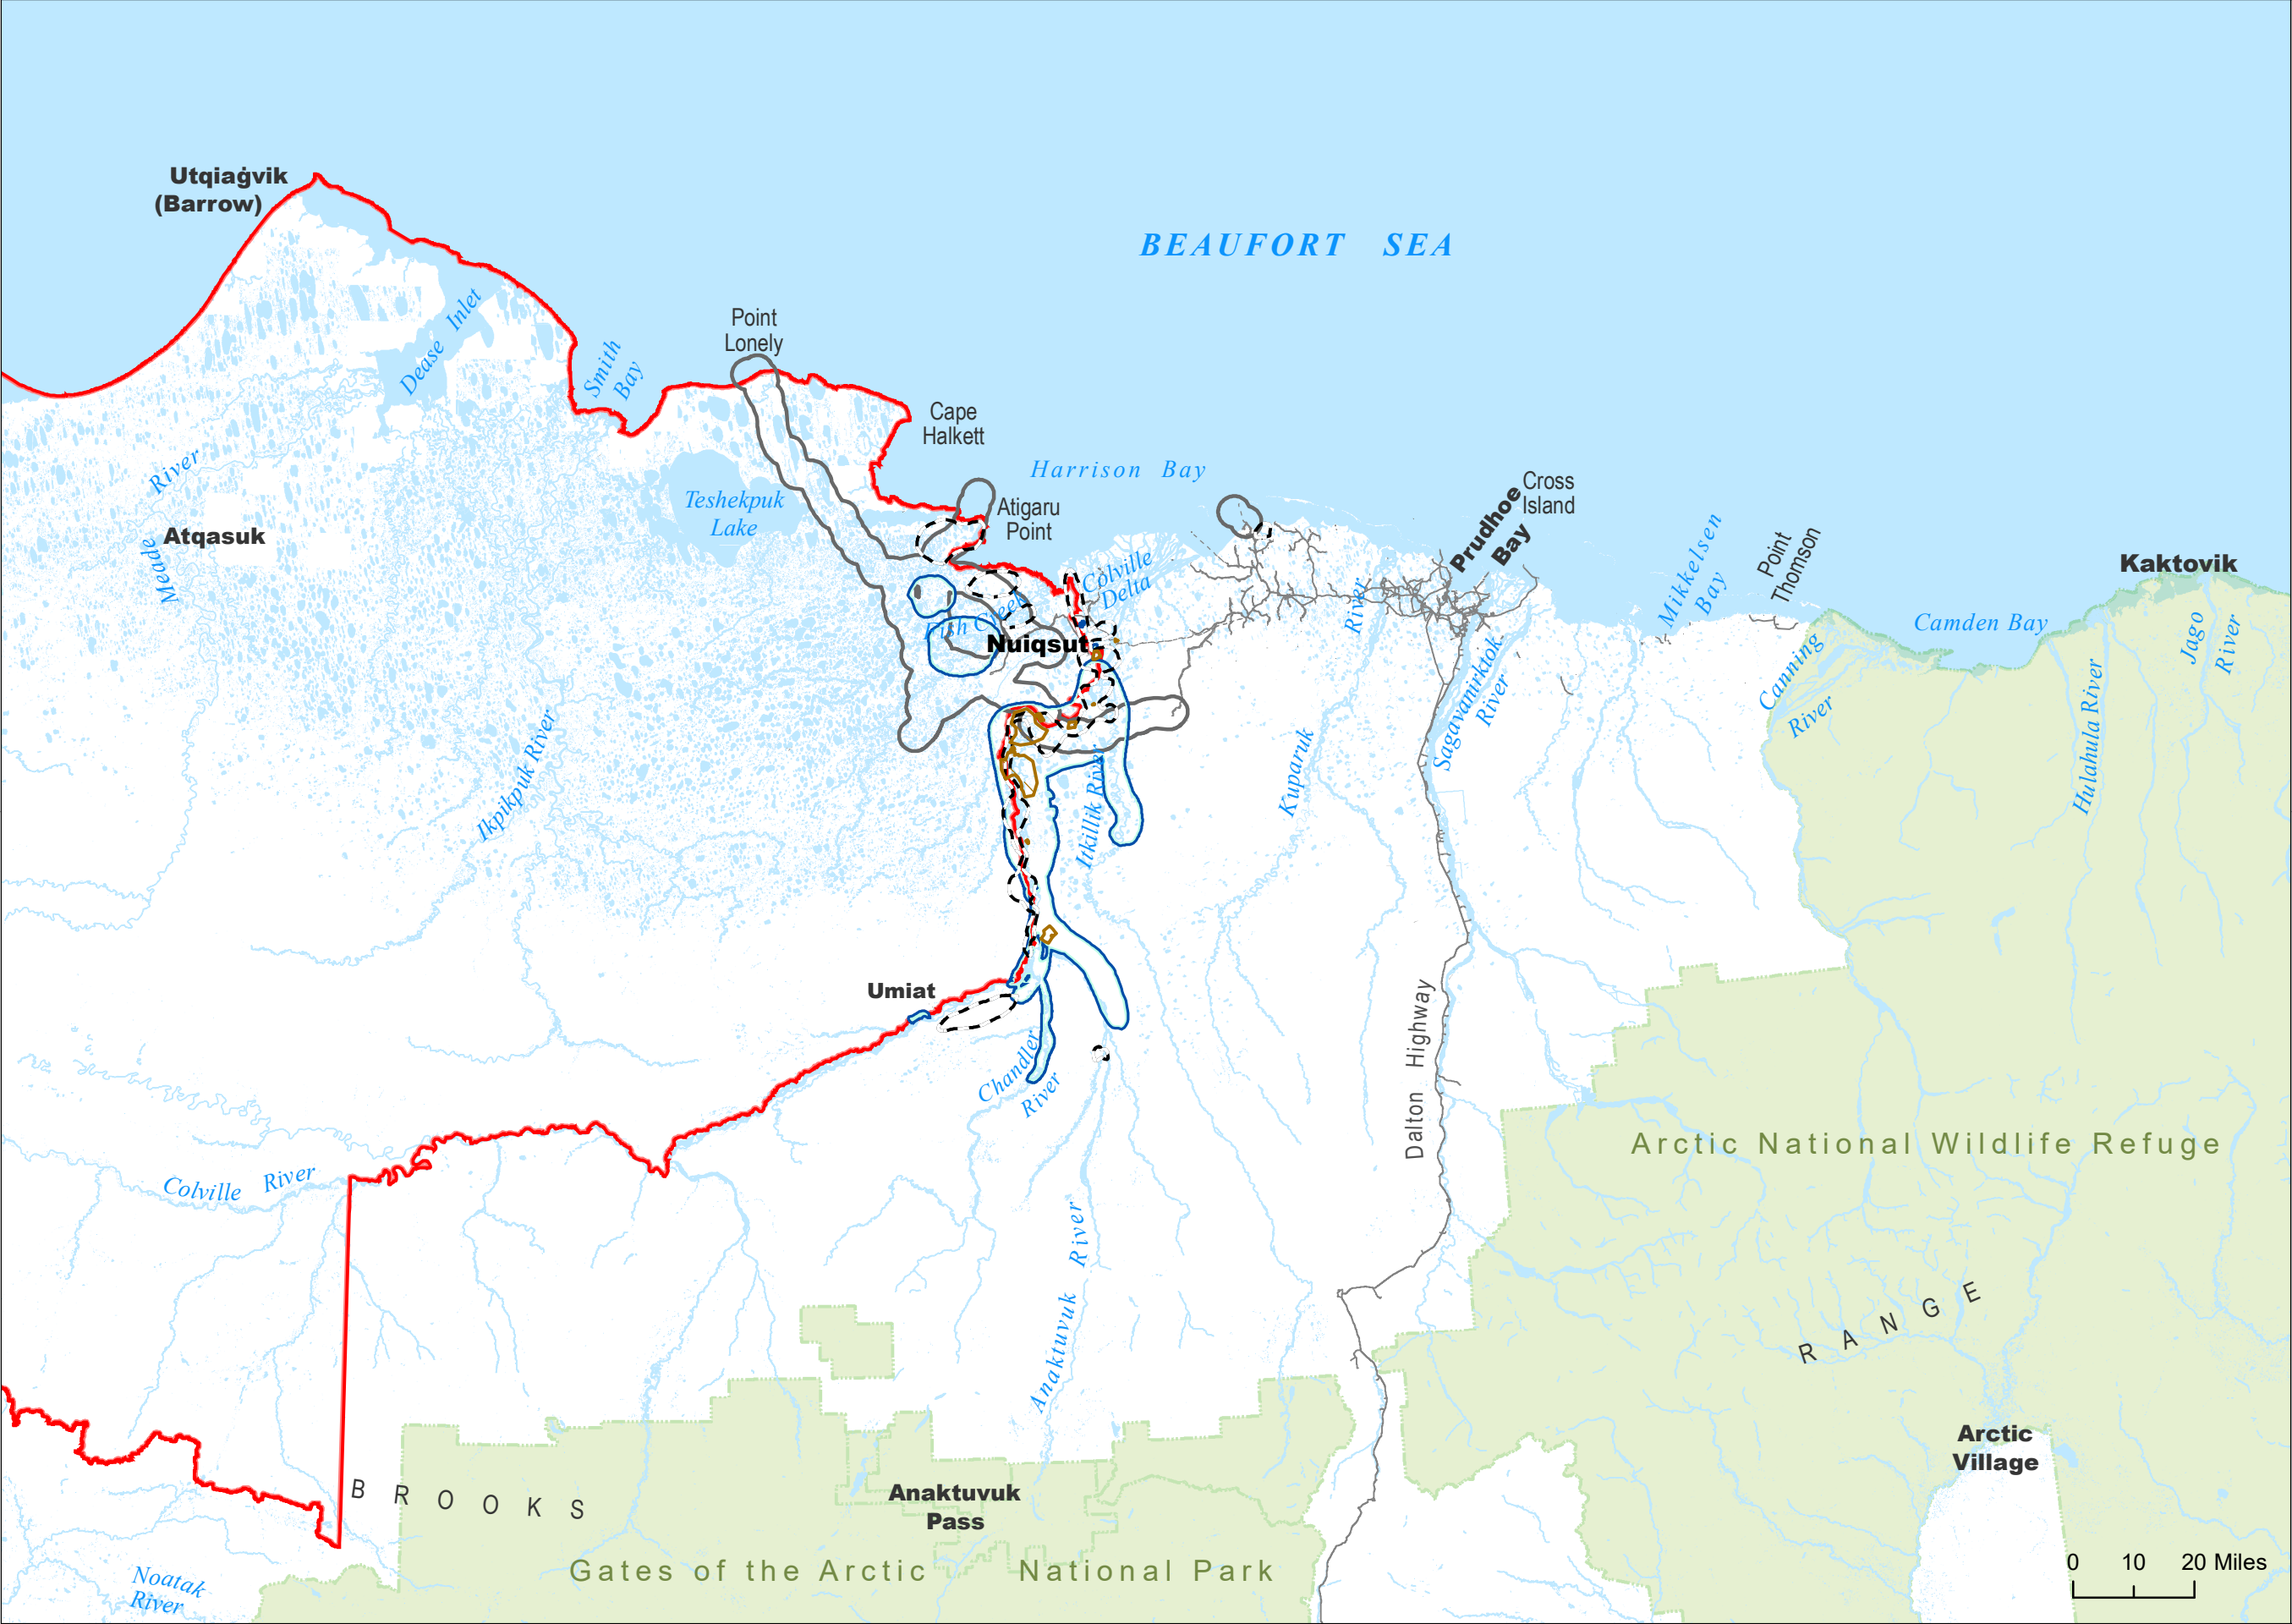 Utqiaġvik
(Barrow)
BEAUFORT SEA
Dease Inlet
Smith
Bay
Point
Lonely
Cape
Halkett
Harrison Bay
Teshekpuk
Lake
Atigaru
Point
Cross
Island
Prudhoe
Bay
Meade River
Atqasuk
Colville
Delta
Mikkelsen
Bay
Point
Thomson
Kaktovik
Camden Bay
Fish Creek
Nuiqsut
Kuparuk River
Sagavanirktok
River
Canning
River
Hulahula River
Jago
River
Ikpikpuk River
Itkillik River
Umiat
Chandler
River
Dalton Highway
Arctic National Wildlife Refuge
Colville River
Anaktuvuk River
BROOKS RANGE
Arctic
Village
Anaktuvuk
Pass
Gates of the Arctic National Park
Noatak
River
0 10 20 Miles